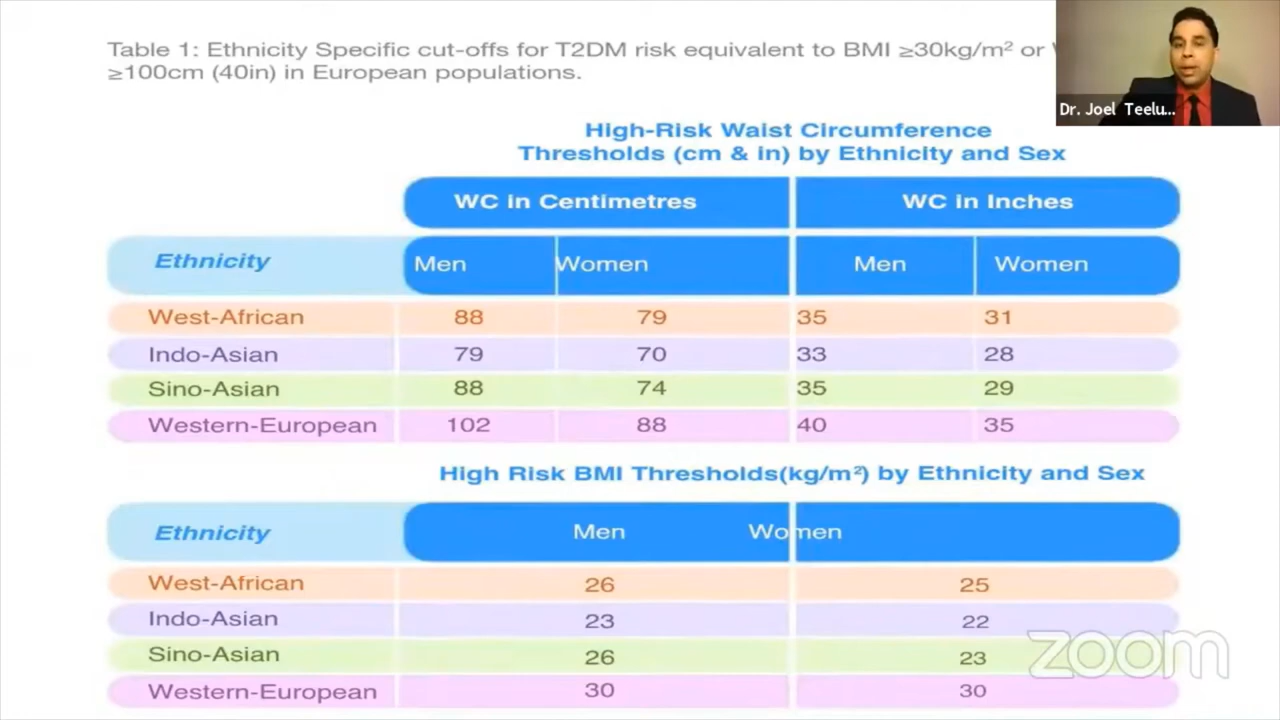 Table 1: Ethnicity Specific cut-offs for T2DM risk equivalent to BMI ≥30kg/m² or
≥100cm (40in) in European populations.
Dr. Joel Teelu...
High-Risk Waist Circumference
Thresholds (cm & in) by Ethnicity and Sex
WC in Centimetres WC in Inches
Ethnicity Men Women Men Women
West-African 88 79 35 31
Indo-Asian 79 70 33 28
Sino-Asian 88 74 35 29
Western-European 102 88 40 35
High Risk BMI Thresholds(kg/m²) by Ethnicity and Sex
Ethnicity Men Women
West-African 26 25
Indo-Asian 23 22
Sino-Asian 26 23
Western-European 30 30
zoom